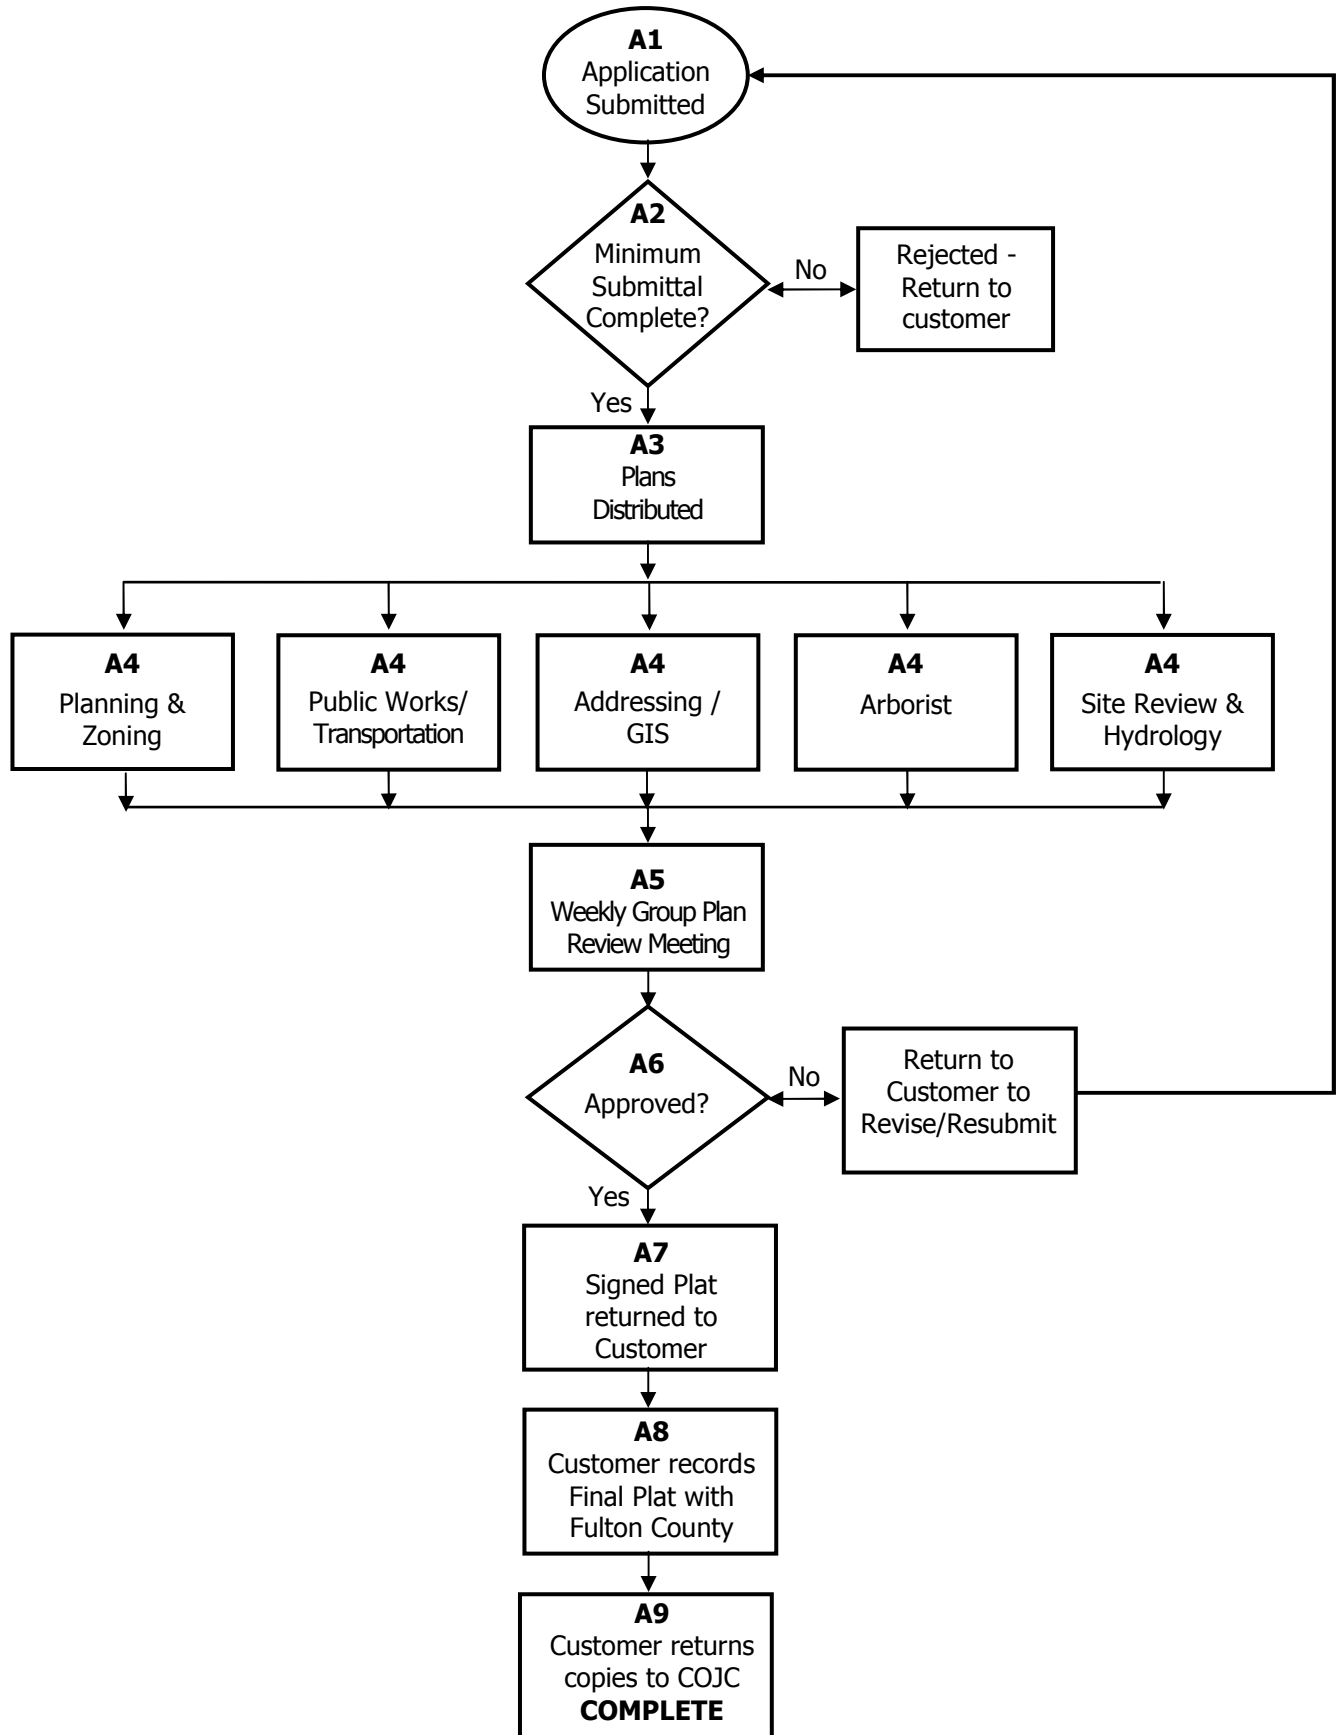 A1
Application
Submitted
A2
Minimum
Submittal
Complete?
No
Rejected -
Return to
customer
Yes
A3
Plans
Distributed
A4
Planning &
Zoning
A4
Public Works/
Transportation
A4
Addressing /
GIS
A4
Arborist
A4
Site Review &
Hydrology
A5
Weekly Group Plan
Review Meeting
A6
Approved?
No
Return to
Customer to
Revise/Resubmit
Yes
A7
Signed Plat
returned to
Customer
A8
Customer records
Final Plat with
Fulton County
A9
Customer returns
copies to COJC
COMPLETE